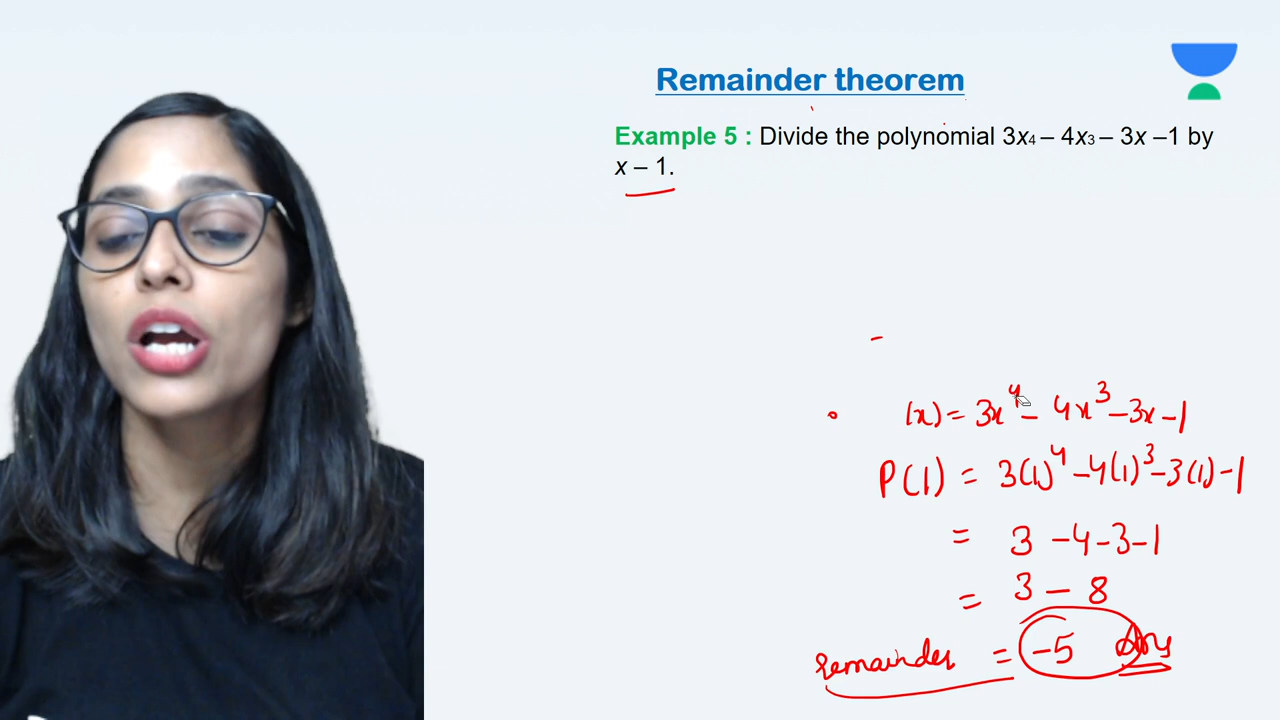 Remainder theorem
Example 5 : Divide the polynomial 3x4 – 4x3 – 3x –1 by
x – 1.
(x) = 3x⁴ – 4x³ – 3x – 1
P(1) = 3(1)⁴ – 4(1)³ – 3(1) – 1
= 3 – 4 – 3 – 1
= 3 – 8
remainder = –5 Ans